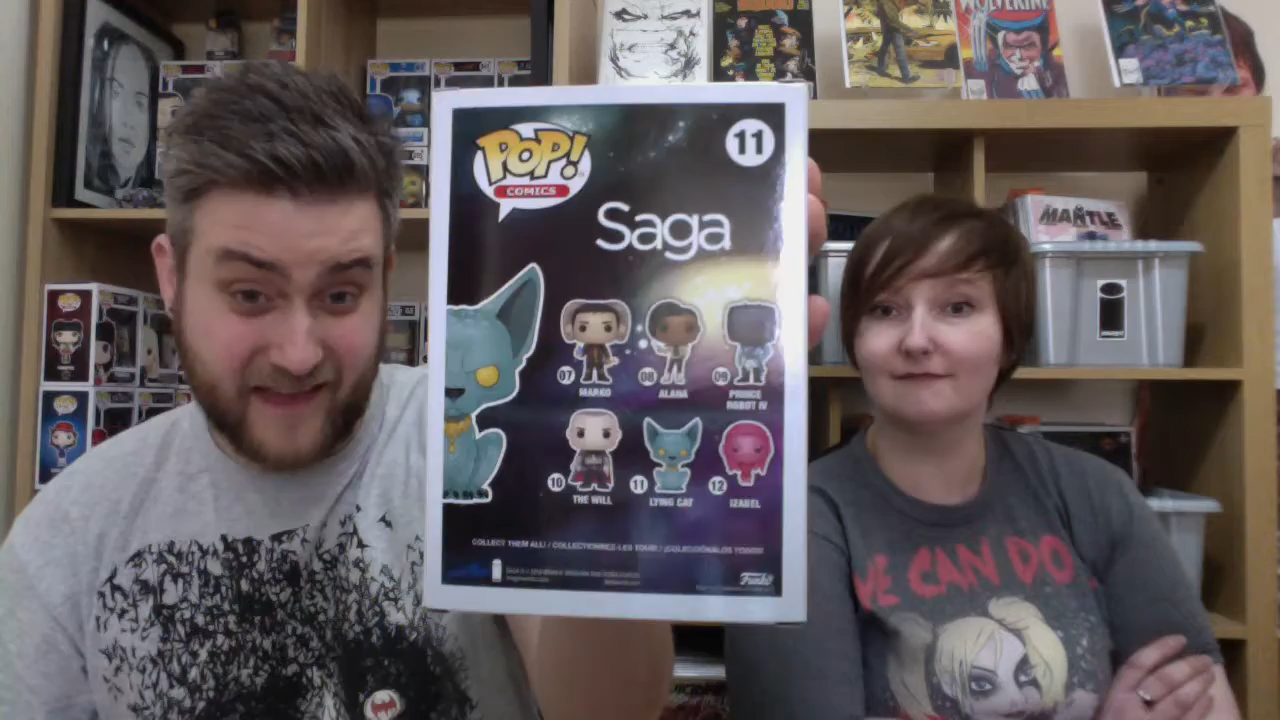 WOLVERINE
POP!
COMICS
11
Saga
MANTLE
07
MARKO
08
ALANA
09
PRINCE
ROBOT IV
10
THE WILL
11
LYING CAT
12
IZABEL
COLLECT THEM ALL! / COLLECTIONNEZ-LES TOUS! / ¡COLECCIÓNALOS TODOS!
Funko
WE CAN DO